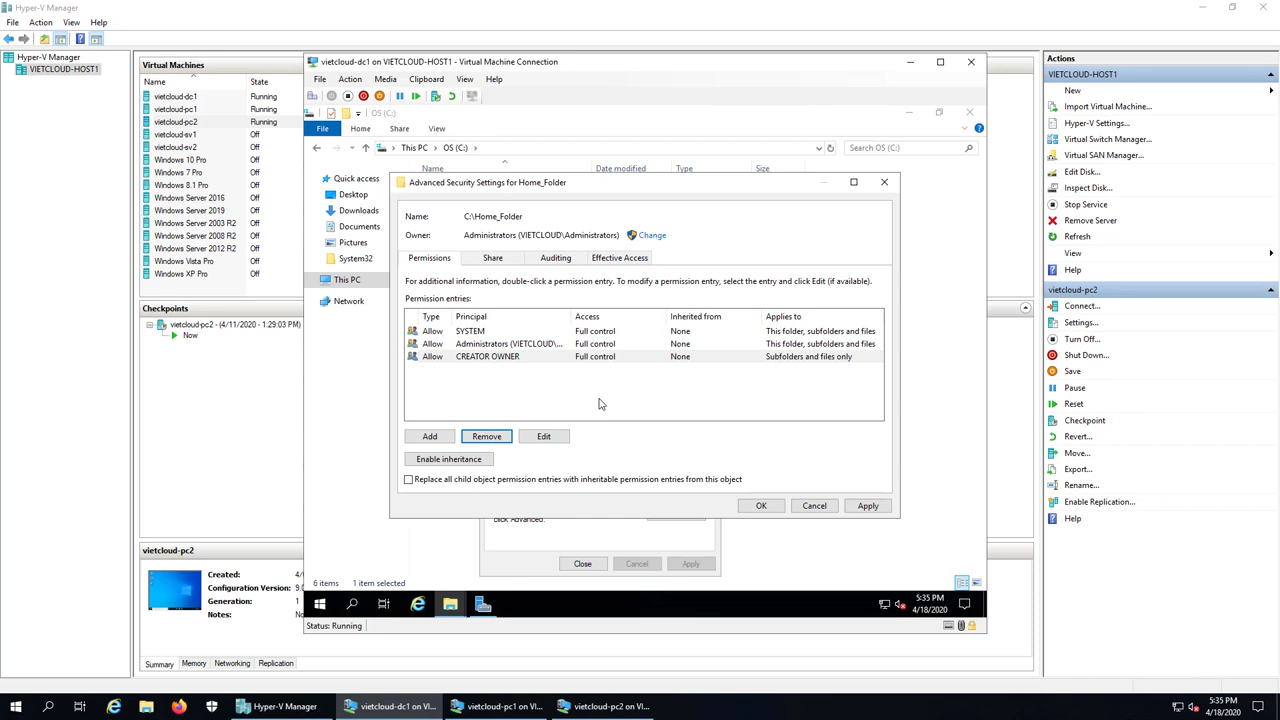 Hyper-V Manager
File Action View Help
Hyper-V Manager
VIETCLOUD-HOST1
Virtual Machines
Name State
vietcloud-dc1 Running
vietcloud-pc1 Running
vietcloud-pc2 Running
vietcloud-sv1 Off
vietcloud-sv2 Off
Windows 10 Pro Off
Windows 7 Pro Off
Windows 8.1 Pro Off
Windows Server 2016 Off
Windows Server 2019 Off
Windows Server 2003 R2 Off
Windows Server 2008 R2 Off
Windows Server 2012 R2 Off
Windows Vista Pro Off
Windows XP Pro Off
Checkpoints
vietcloud-pc2 - (4/11/2020 - 1:29:03 PM)
Now
vietcloud-pc2
Created: 4/
Configuration Version: 9.0
Generation: 1
Notes: No
Summary Memory Networking Replication
vietcloud-dc1 on VIETCLOUD-HOST1 - Virtual Machine Connection
File Action Media Clipboard View Help
OS (C:)
File Home Share View
This PC OS (C:) Search OS (C:)
Name Date modified Type Size
Quick access
Desktop
Downloads
Documents
Pictures
System32
This PC
Network
Advanced Security Settings for Home_Folder
Name: C:\Home_Folder
Owner: Administrators (VIETCLOUD\Administrators) Change
Permissions Share Auditing Effective Access
For additional information, double-click a permission entry. To modify a permission entry, select the entry and click Edit (if available).
Permission entries:
Type Principal Access Inherited from Applies to
Allow SYSTEM Full control None This folder, subfolders and files
Allow Administrators (VIETCLOUD\... Full control None This folder, subfolders and files
Allow CREATOR OWNER Full control None Subfolders and files only
Add Remove Edit
Enable inheritance
Replace all child object permission entries with inheritable permission entries from this object
OK Cancel Apply
click Advanced.
Close Cancel Apply
6 items 1 item selected
5:35 PM
4/18/2020
Status: Running
Actions
VIETCLOUD-HOST1
New
Import Virtual Machine...
Hyper-V Settings...
Virtual Switch Manager...
Virtual SAN Manager...
Edit Disk...
Inspect Disk...
Stop Service
Remove Server
Refresh
View
Help
vietcloud-pc2
Connect...
Settings...
Turn Off...
Shut Down...
Save
Pause
Reset
Checkpoint
Revert...
Move...
Export...
Rename...
Enable Replication...
Help
Hyper-V Manager vietcloud-dc1 on VI... vietcloud-pc1 on VI... vietcloud-pc2 on VI...
5:35 PM
4/18/2020